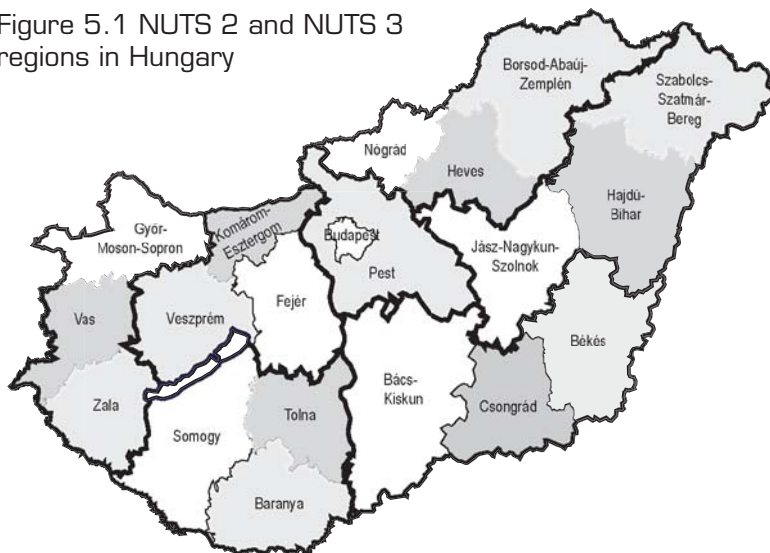 Figure 5.1 NUTS 2 and NUTS 3
regions in Hungary
Borsod-Abaúj-
Zemplén
Szabolcs-
Szatmár-
Bereg
Nógrád
Heves
Hajdú-
Bihar
Győr-
Moson-Sopron
Komárom-
Esztergom
Budapest
Pest
Jász-Nagykun-
Szolnok
Vas
Veszprém
Fejér
Békés
Zala
Somogy
Tolna
Bács-
Kiskun
Csongrád
Baranya